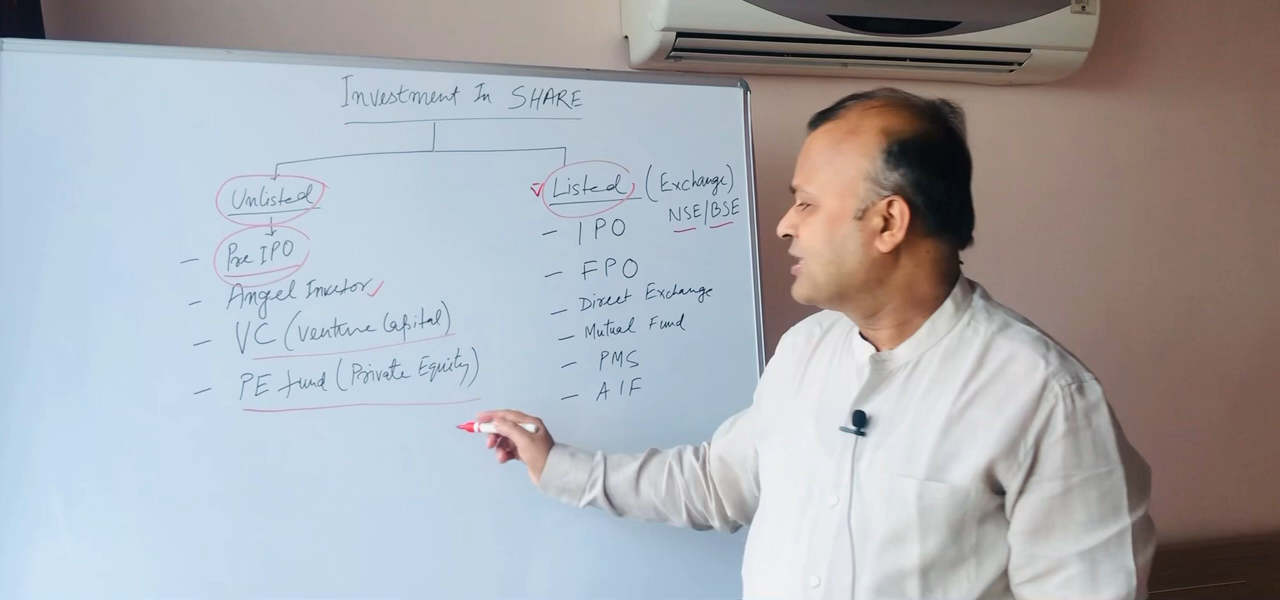 Investment In SHARE
Unlisted
- Pre IPO
- Angel Investor
- VC (Venture Capital)
- PE fund (Private Equity)
Listed (Exchange)
NSE/BSE
- IPO
- FPO
- Direct Exchange
- Mutual Fund
- PMS
- AIF